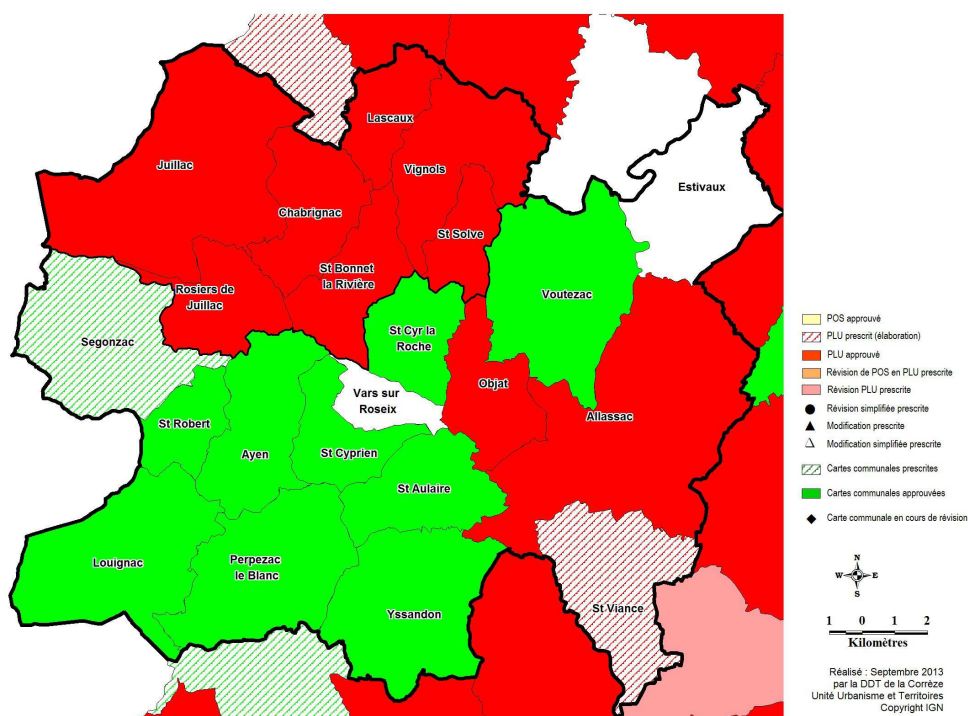 Lascaux
Juillac
Vignols
Estivaux
Chabrignac
St Solve
St Bonnet
la Rivière
Rosiers de
Juillac
Voutezac
St Cyr la
Roche
Segonzac
Objat
Vars sur
Roseix
Allassac
St Robert
Ayen
St Cyprien
St Aulaire
Louignac
Perpezac
le Blanc
Yssandon
St Viance
POS approuvé
PLU prescrit (élaboration)
PLU approuvé
Révision de POS en PLU prescrite
Révision PLU prescrite
Révision simplifiée prescrite
Modification prescrite
Modification simplifiée prescrite
Cartes communales prescrites
Cartes communales approuvées
Carte communale en cours de révision
N
W E
S
1 0 1 2
Kilomètres
Réalisé : Septembre 2013
par la DDT de la Corrèze
Unité Urbanisme et Territoires
Copyright IGN